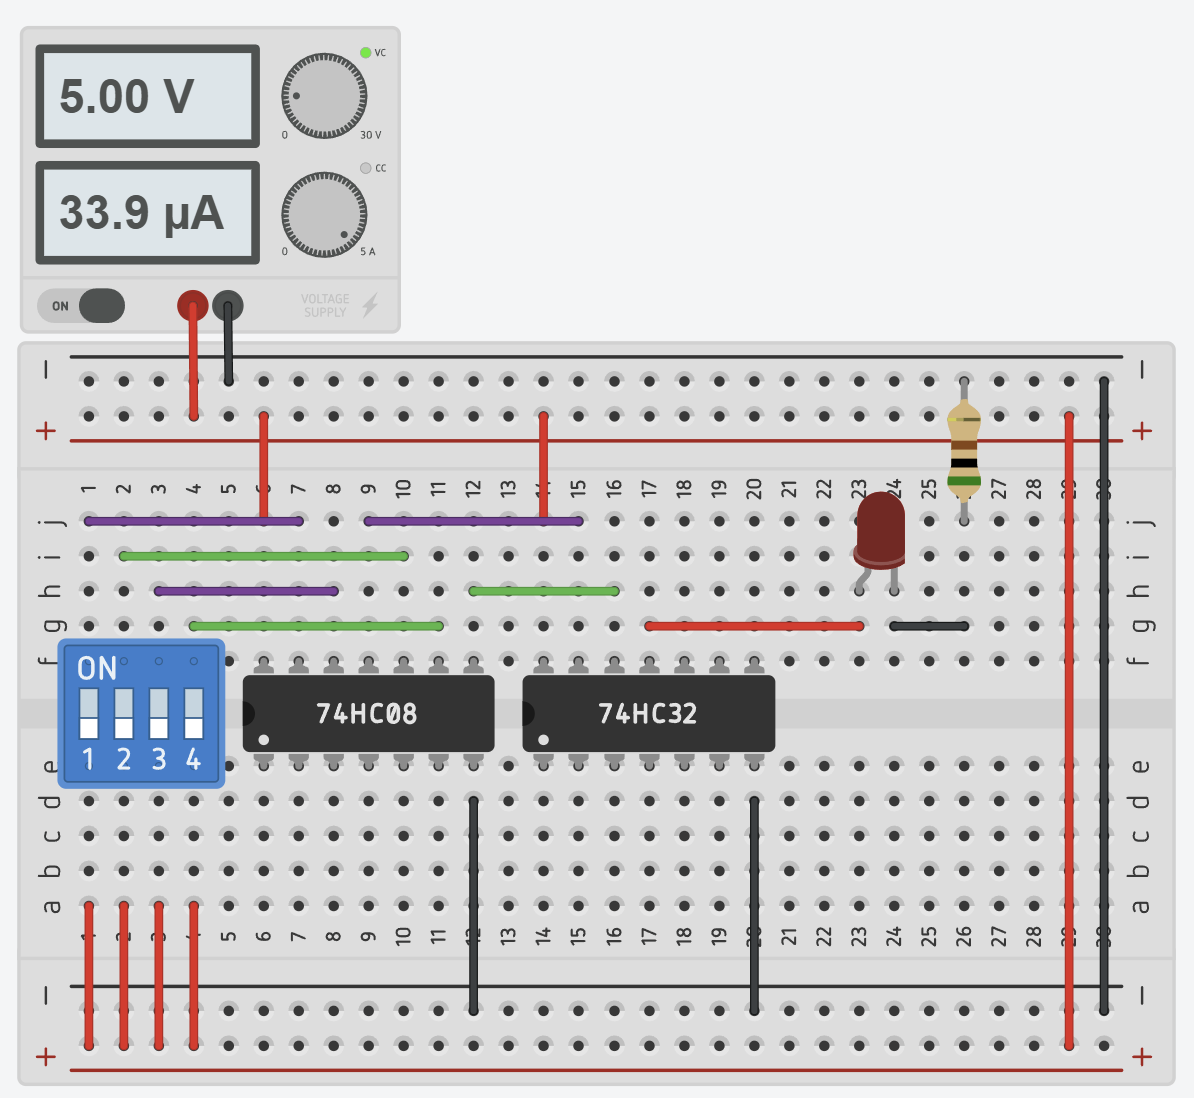 VC
5.00 V
0 30 V
CC
33.9 µA
0 5 A
ON
VOLTAGE
SUPPLY
− −
+ +
1 2 3 4 5 6 7 8 9 10 11 12 13 14 15 16 17 18 19 20 21 22 23 24 25 26 27 28 29 30
j j
i i
h h
g g
f f
ON
74HC08 74HC32
1 2 3 4
e e
d d
c c
b b
a a
1 2 3 4 5 6 7 8 9 10 11 12 13 14 15 16 17 18 19 20 21 22 23 24 25 26 27 28 29 30
− −
+ +